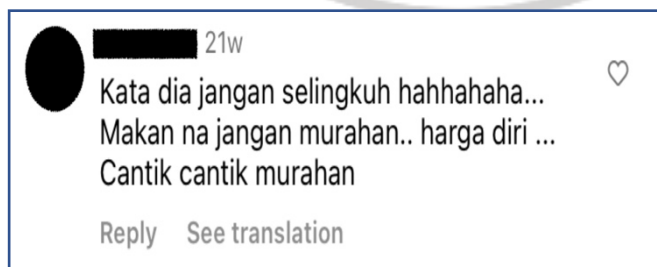 21w
Kata dia jangan selingkuh hahhahaha...
Makan na jangan murahan.. harga diri ...
Cantik cantik murahan
Reply See translation